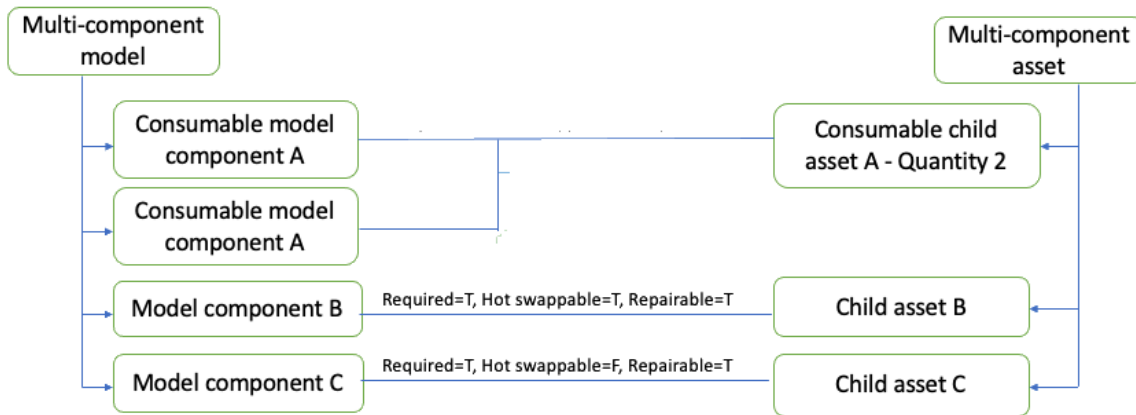 Multi-component
model
Multi-component
asset
Consumable model
component A
Consumable child
asset A - Quantity 2
Consumable model
component A
Model component B
Required=T, Hot swappable=T, Repairable=T
Child asset B
Model component C
Required=T, Hot swappable=F, Repairable=T
Child asset C